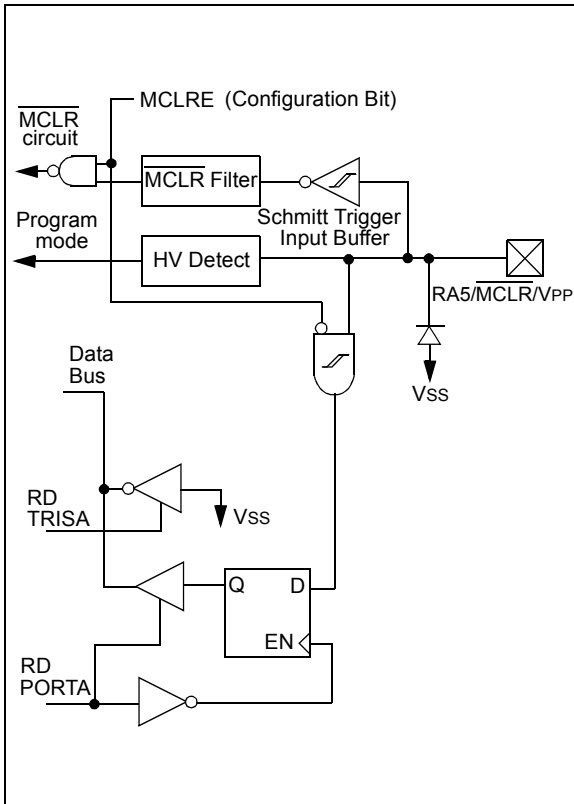 MCLRE (Configuration Bit)
MCLR
circuit
MCLR Filter
Schmitt Trigger
Input Buffer
Program
mode
HV Detect
RA5/MCLR/VPP
VSS
Data
Bus
RD
TRISA
VSS
Q
D
EN
RD
PORTA